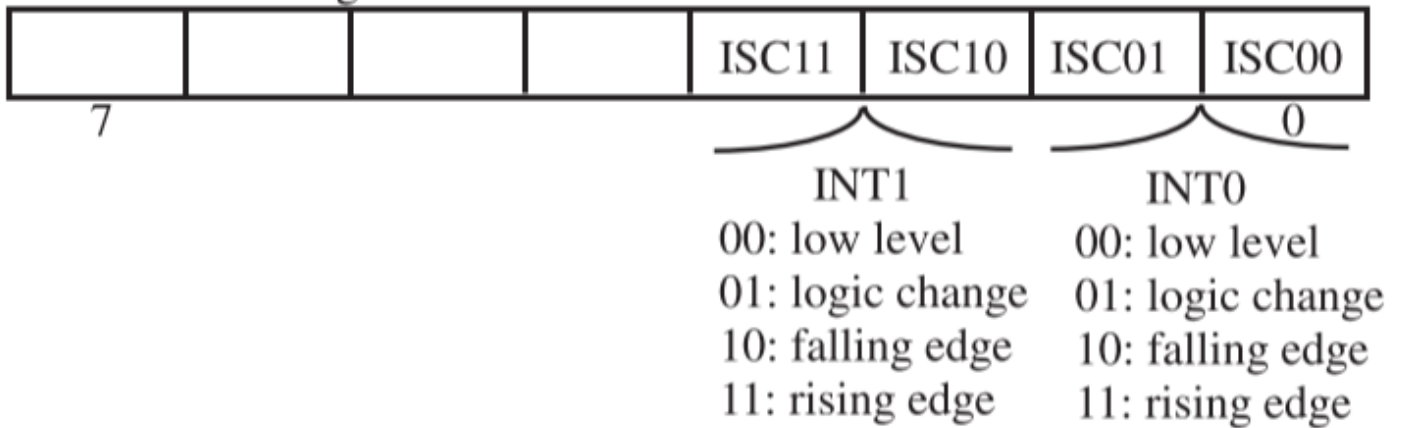 ISC11 ISC10 ISC01 ISC00
7 0
INT1 INT0
00: low level 00: low level
01: logic change 01: logic change
10: falling edge 10: falling edge
11: rising edge 11: rising edge